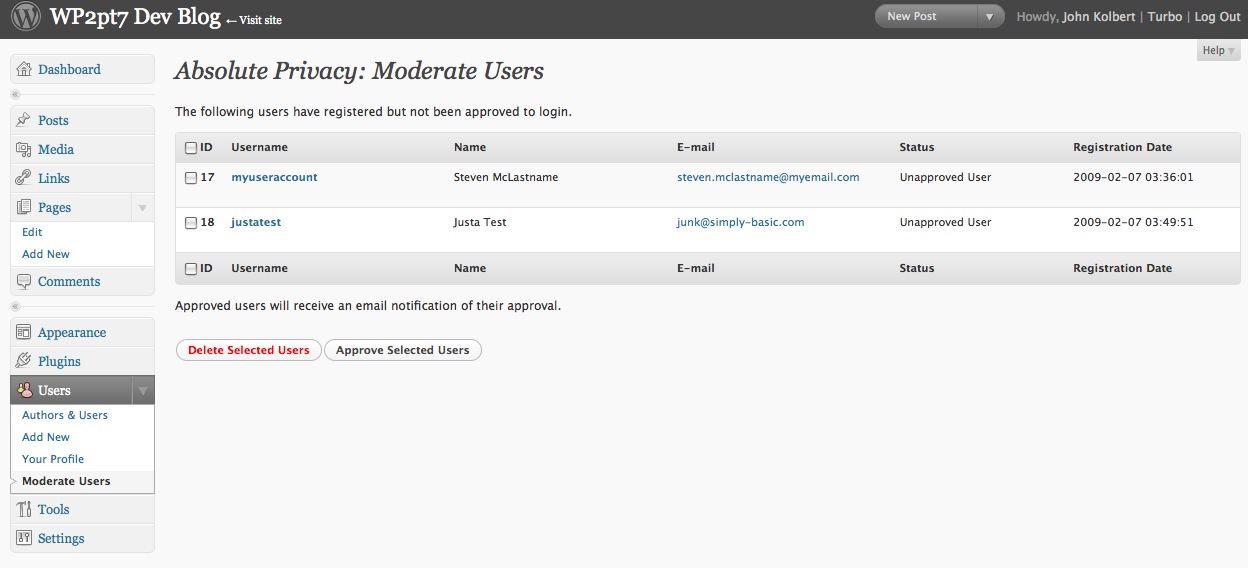 WP2pt7 Dev Blog ←Visit site
New Post
Howdy, John Kolbert | Turbo | Log Out
Help
Dashboard
Posts
Media
Links
Pages
Edit
Add New
Comments
Appearance
Plugins
Users
Authors & Users
Add New
Your Profile
Moderate Users
Tools
Settings
Absolute Privacy: Moderate Users
The following users have registered but not been approved to login.
ID Username Name E-mail Status Registration Date
17 myuseraccount Steven McLastname steven.mclastname@myemail.com Unapproved User 2009-02-07 03:36:01
18 justatest Justa Test junk@simply-basic.com Unapproved User 2009-02-07 03:49:51
ID Username Name E-mail Status Registration Date
Approved users will receive an email notification of their approval.
Delete Selected Users Approve Selected Users